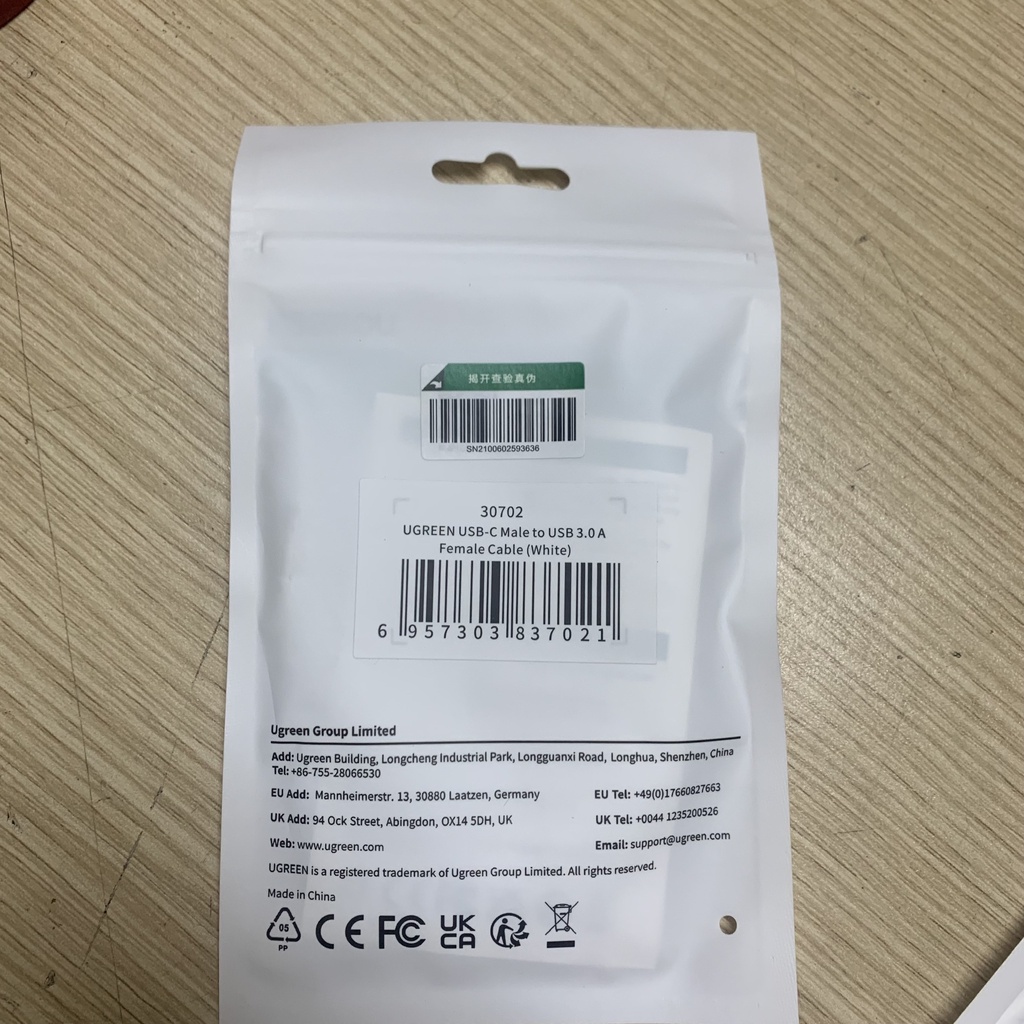 揭开查验真伪
SN2100602593636
30702
UGREEN USB-C Male to USB 3.0 A
Female Cable (White)
6 957303 837021
Ugreen Group Limited
Add: Ugreen Building, Longcheng Industrial Park, Longguanxi Road, Longhua, Shenzhen, China
Tel: +86-755-28066530
EU Add: Mannheimerstr. 13, 30880 Laatzen, Germany EU Tel: +49(0)17660827663
UK Add: 94 Ock Street, Abingdon, OX14 5DH, UK UK Tel: +0044 1235200526
Web: www.ugreen.com Email: support@ugreen.com
UGREEN is a registered trademark of Ugreen Group Limited. All rights reserved.
Made in China
05
PP
CE FC UK
CA